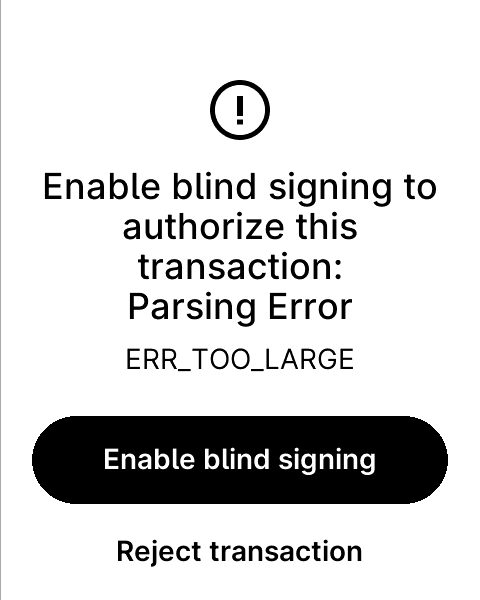 Enable blind signing to
authorize this
transaction:
Parsing Error
ERR_TOO_LARGE
Enable blind signing
Reject transaction